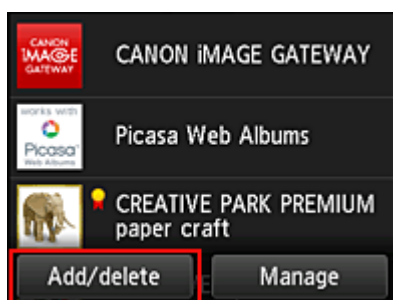 CANON
iMAGE
GATEWAY
CANON iMAGE GATEWAY
works with
Picasa
Web Albums
Picasa Web Albums
CREATIVE PARK PREMIUM
paper craft
Add/delete
Manage